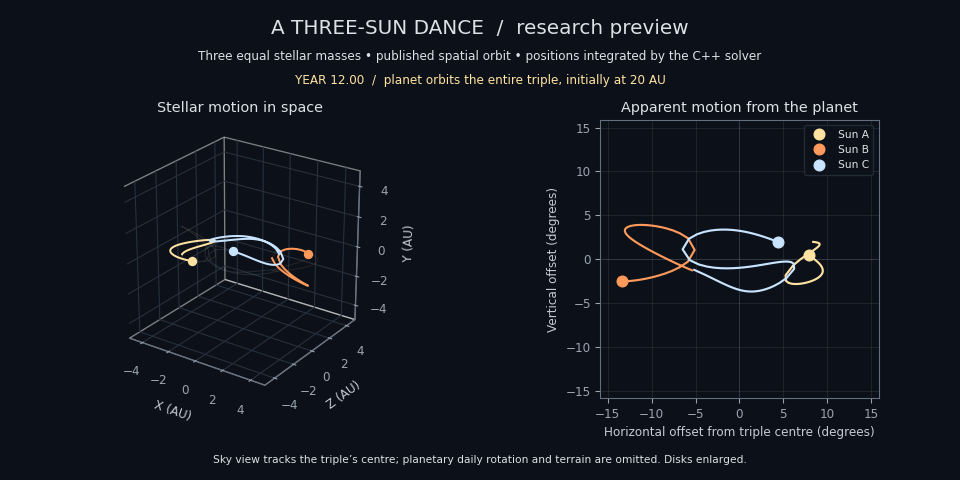 A THREE-SUN DANCE / research preview
Three equal stellar masses • published spatial orbit • positions integrated by the C++ solver
YEAR 12.00 / planet orbits the entire triple, initially at 20 AU
Stellar motion in space
4
2
0
−2
−4
Y (AU)
−4
−2
0
2
4
X (AU)
−4
−2
0
2
4
Z (AU)
Apparent motion from the planet
Sun A
Sun B
Sun C
15
10
5
0
−5
−10
−15
Vertical offset (degrees)
−15
−10
−5
0
5
10
15
Horizontal offset from triple centre (degrees)
Sky view tracks the triple’s centre; planetary daily rotation and terrain are omitted. Disks enlarged.